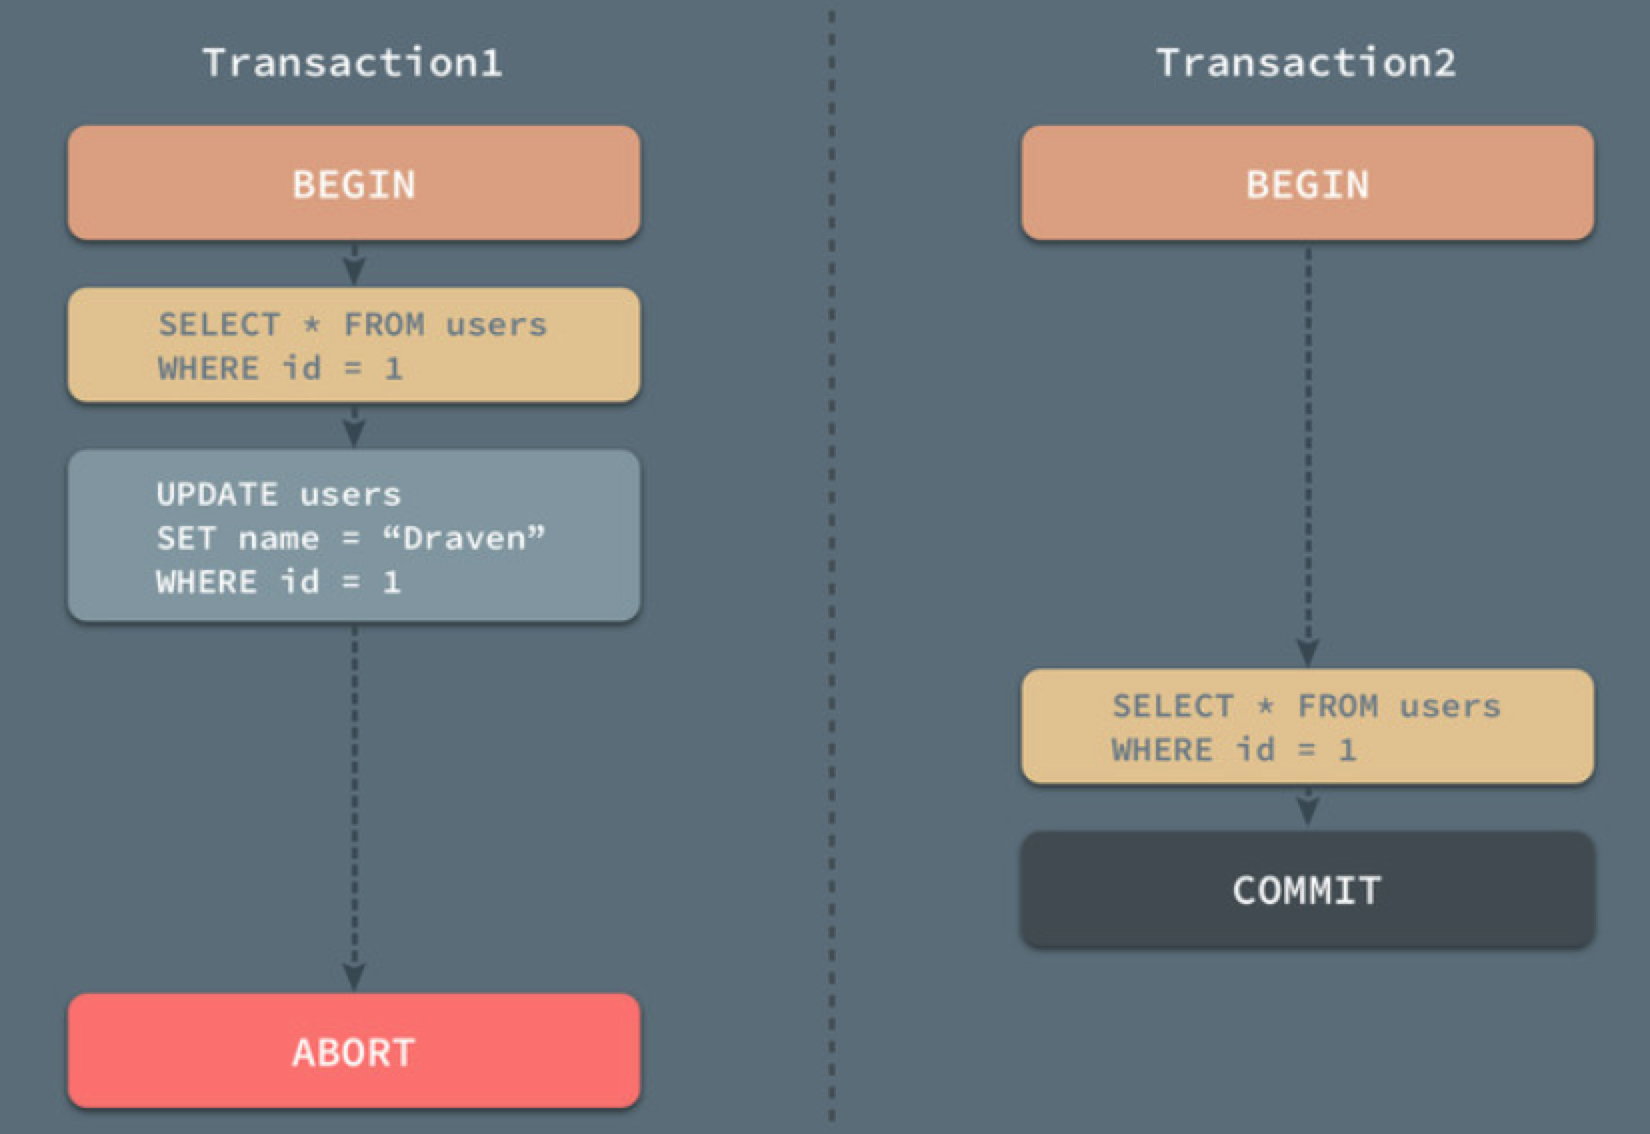 Transaction1
BEGIN
SELECT * FROM users
WHERE id = 1
UPDATE users
SET name = “Draven”
WHERE id = 1
ABORT
Transaction2
BEGIN
SELECT * FROM users
WHERE id = 1
COMMIT